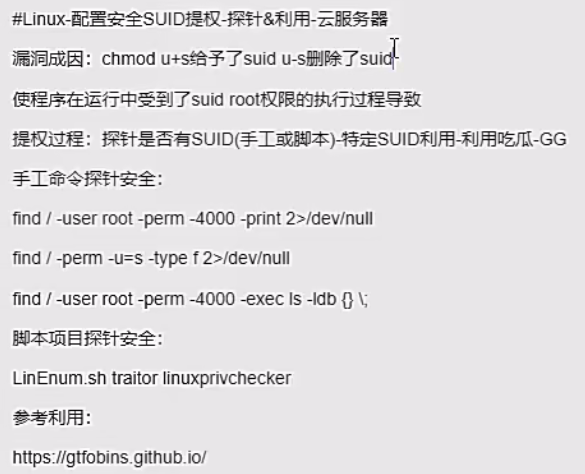 #Linux-配置安全SUID提权-探针&利用-云服务器
漏洞成因：chmod u+s给予了suid u-s删除了suid
使程序在运行中受到了suid root权限的执行过程导致
提权过程：探针是否有SUID(手工或脚本)-特定SUID利用-利用吃瓜-GG
手工命令探针安全：
find / -user root -perm -4000 -print 2>/dev/null
find / -perm -u=s -type f 2>/dev/null
find / -user root -perm -4000 -exec ls -ldb {} \;
脚本项目探针安全：
LinEnum.sh traitor linuxprivchecker
参考利用：
https://gtfobins.github.io/